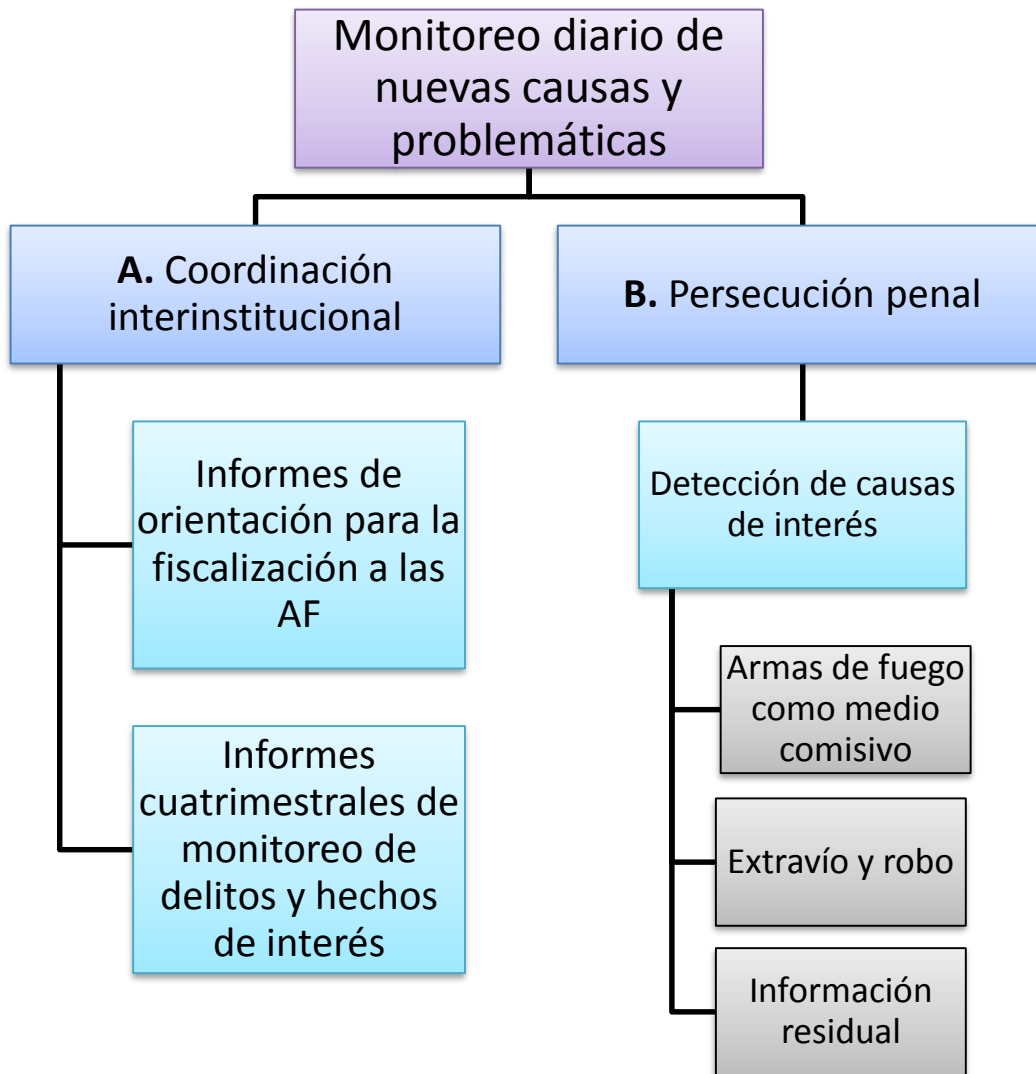 Monitoreo diario de
nuevas causas y
problemáticas
A. Coordinación
interinstitucional
Informes de
orientación para la
fiscalización a las
AF
Informes
cuatrimestrales de
monitoreo de
delitos y hechos
de interés
B. Persecución penal
Detección de causas
de interés
Armas de fuego
como medio
comisivo
Extravío y robo
Información
residual